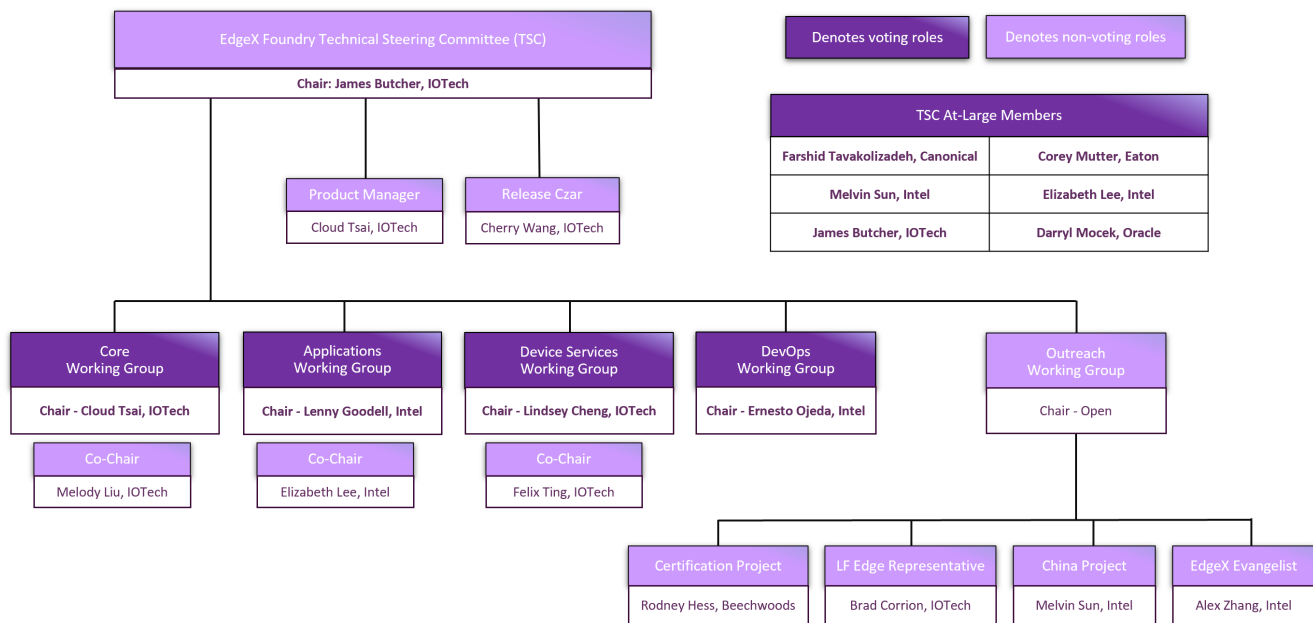 EdgeX Foundry Technical Steering Committee (TSC)
Chair: James Butcher, IOTech
Denotes voting roles
Denotes non-voting roles
TSC At-Large Members
Farshid Tavakolizadeh, Canonical
Corey Mutter, Eaton
Melvin Sun, Intel
Elizabeth Lee, Intel
James Butcher, IOTech
Darryl Mocek, Oracle
Product Manager
Cloud Tsai, IOTech
Release Czar
Cherry Wang, IOTech
Core
Working Group
Chair - Cloud Tsai, IOTech
Co-Chair
Melody Liu, IOTech
Applications
Working Group
Chair - Lenny Goodell, Intel
Co-Chair
Elizabeth Lee, Intel
Device Services
Working Group
Chair - Lindsey Cheng, IOTech
Co-Chair
Felix Ting, IOTech
DevOps
Working Group
Chair - Ernesto Ojeda, Intel
Outreach
Working Group
Chair - Open
Certification Project
Rodney Hess, Beechwoods
LF Edge Representative
Brad Corrion, IOTech
China Project
Melvin Sun, Intel
EdgeX Evangelist
Alex Zhang, Intel